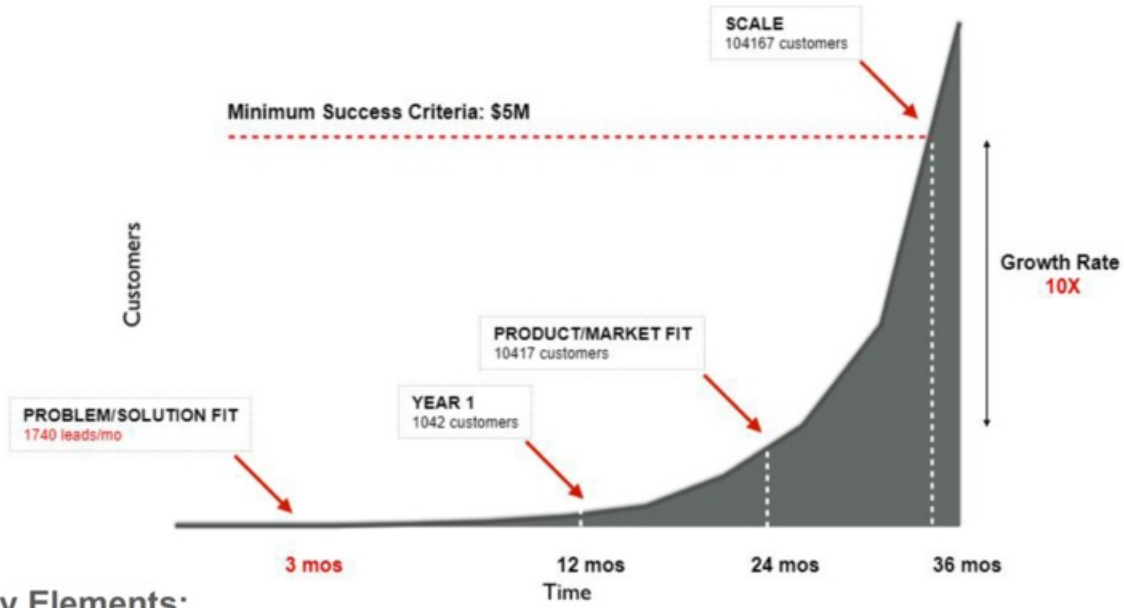 SCALE
104167 customers
Minimum Success Criteria: $5M
Customers
Growth Rate
10X
PRODUCT/MARKET FIT
10417 customers
YEAR 1
1042 customers
PROBLEM/SOLUTION FIT
1740 leads/mo
3 mos
12 mos
24 mos
36 mos
Time
Elements: